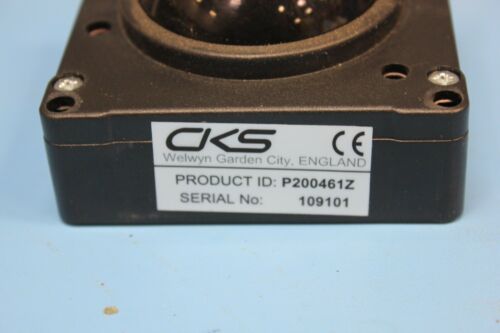 CKS CE
Welwyn Garden City, ENGLAND
PRODUCT ID: P200461Z
SERIAL No: 109101